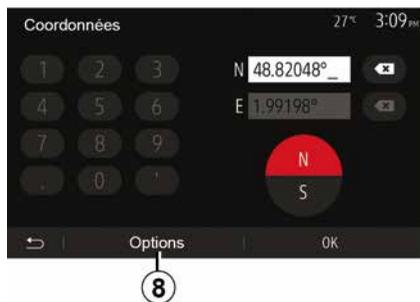 Coordonnées 27°c 3:09PM
1 2 3 N 48.82048°_
4 5 6 E 1.99198°
7 8 9 N
. 0 ' S
Options OK
8